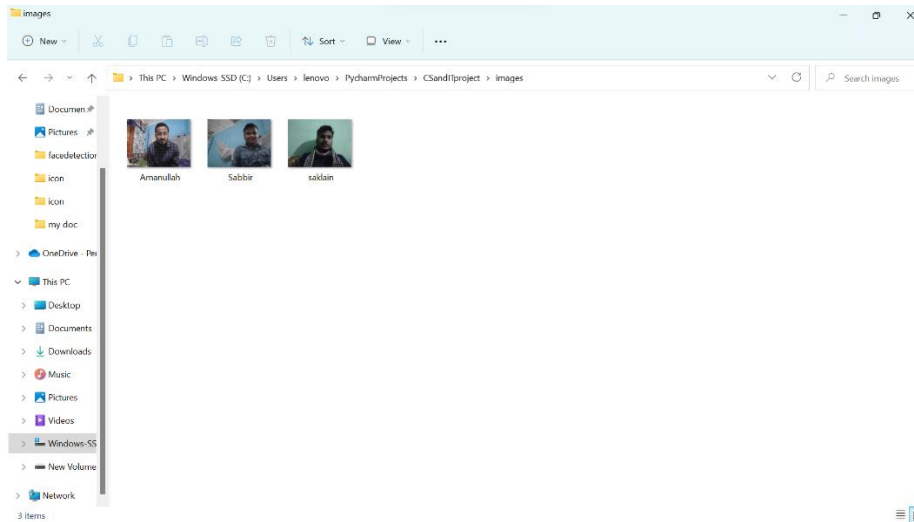 images
New
Sort
View
This PC > Windows-SSD (C:) > Users > lenovo > PycharmProjects > CSandITproject > images
Search images
Documen
Pictures
facedetection
icon
icon
my doc
OneDrive - Per
This PC
Desktop
Documents
Downloads
Music
Pictures
Videos
Windows-SS
New Volume
Network
Amanullah Sabbir saklain
3 items